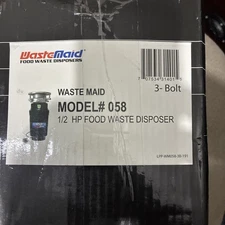 WasteMaid
FOOD WASTE DISPOSERS
3- Bolt
WASTE MAID
MODEL# 058
1/2 HP FOOD WASTE DISPOSER